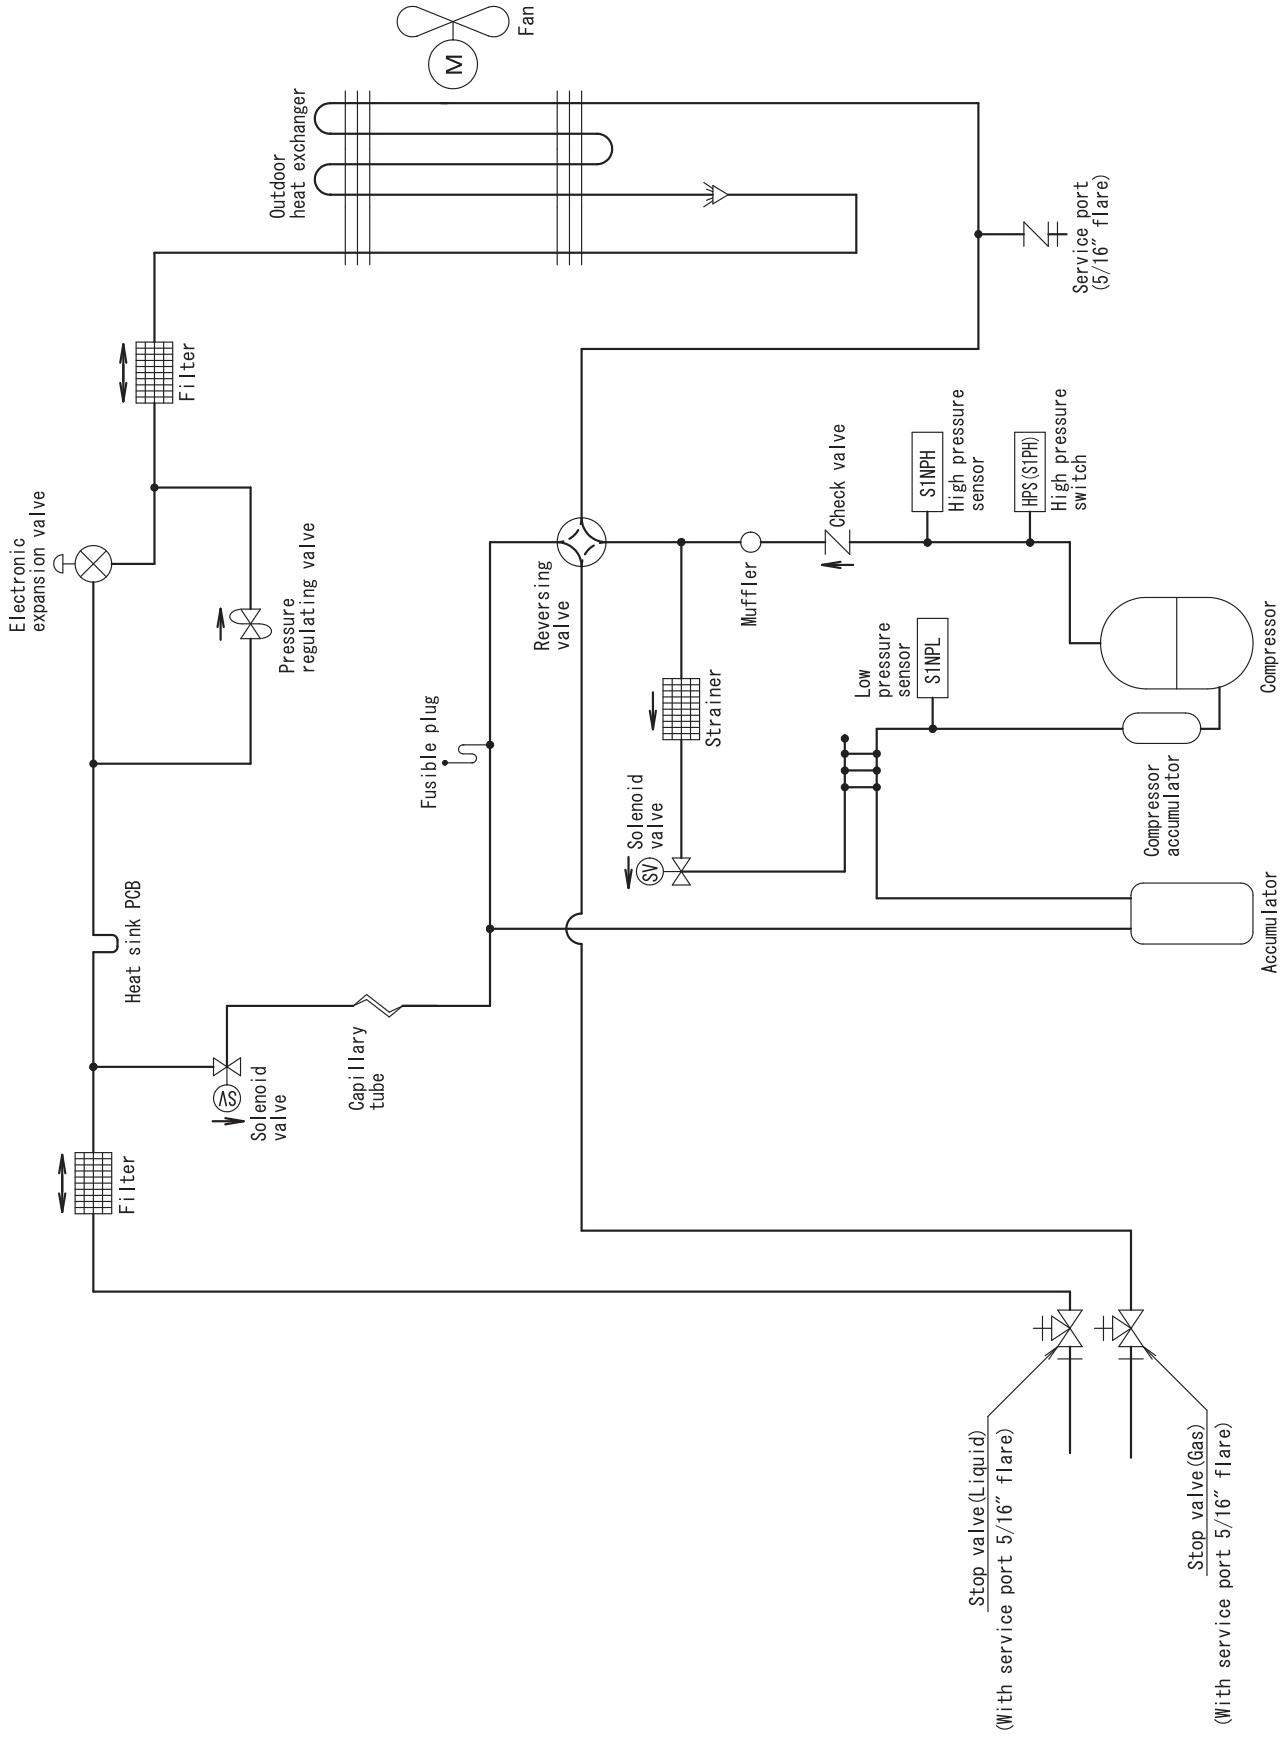 Fan
M
Outdoor
heat exchanger
Service port
(5/16″ flare)
Filter
Electronic
expansion valve
Pressure
regulating valve
Reversing
valve
Check valve
S1NPH
High pressure
sensor
HPS(S1PH)
High pressure
switch
Muffler
Low
pressure
sensor
S1NPL
Compressor
Compressor
accumulator
Strainer
Fusible plug
Solenoid
valve
SV
Accumulator
Heat sink PCB
Capillary
tube
SV
Solenoid
valve
Filter
Stop valve(Liquid)
(With service port 5/16″ flare)
Stop valve(Gas)
(With service port 5/16″ flare)